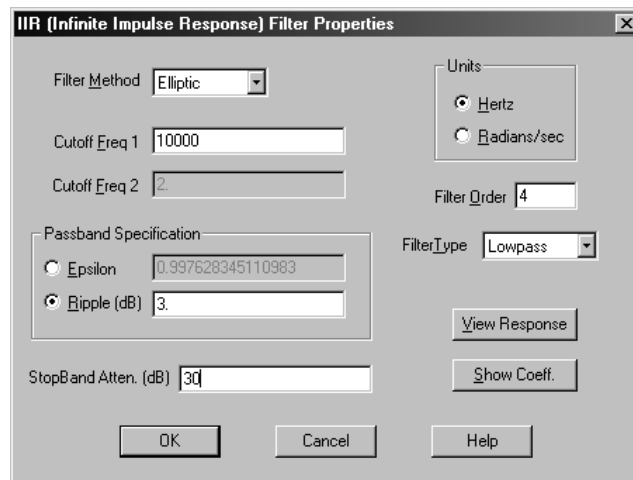 IIR (Infinite Impulse Response) Filter Properties
Filter Method Elliptic
Units
Hertz
Radians/sec
Cutoff Freq 1 10000
Cutoff Freq 2 2.
Filter Order 4
Passband Specification
FilterType Lowpass
Epsilon 0.997628345110983
Ripple (dB) 3.
View Response
StopBand Atten. (dB) 30
Show Coeff.
OK Cancel Help